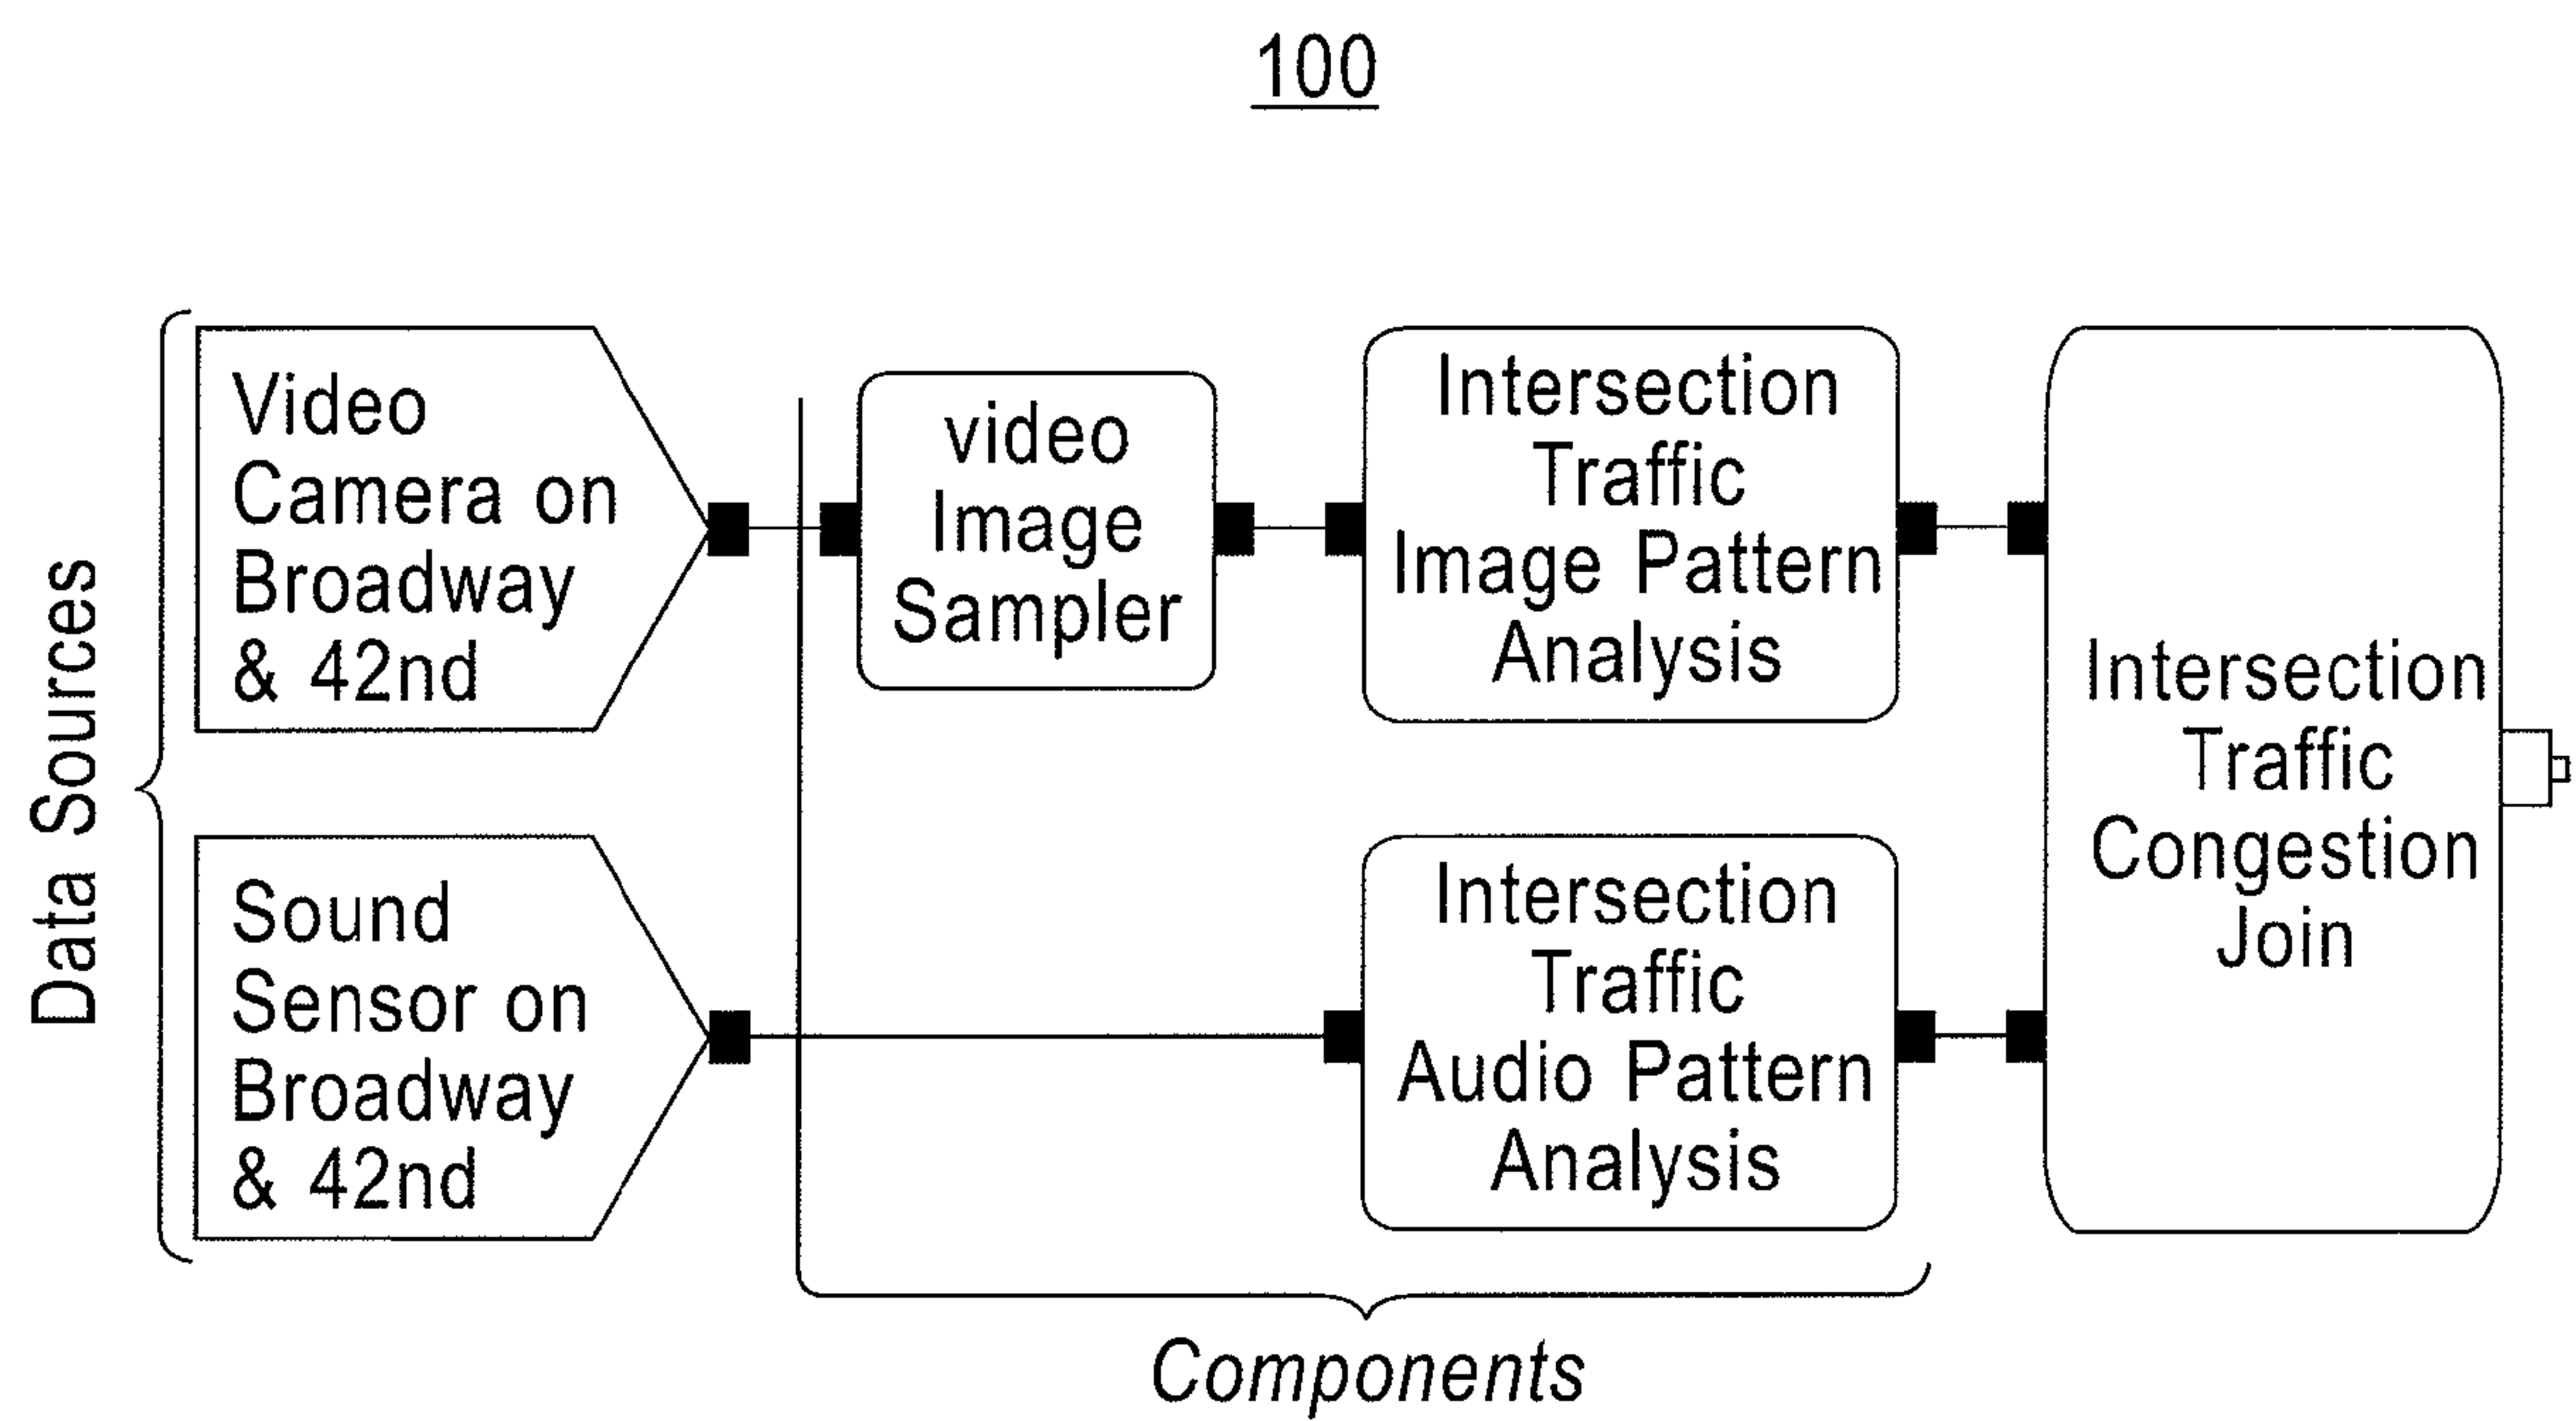 100
Data Sources
Video
Camera on
Broadway
& 42nd
video
Image
Sampler
Intersection
Traffic
Image Pattern
Analysis
Sound
Sensor on
Broadway
& 42nd
Intersection
Traffic
Audio Pattern
Analysis
Intersection
Traffic
Congestion
Join
Components